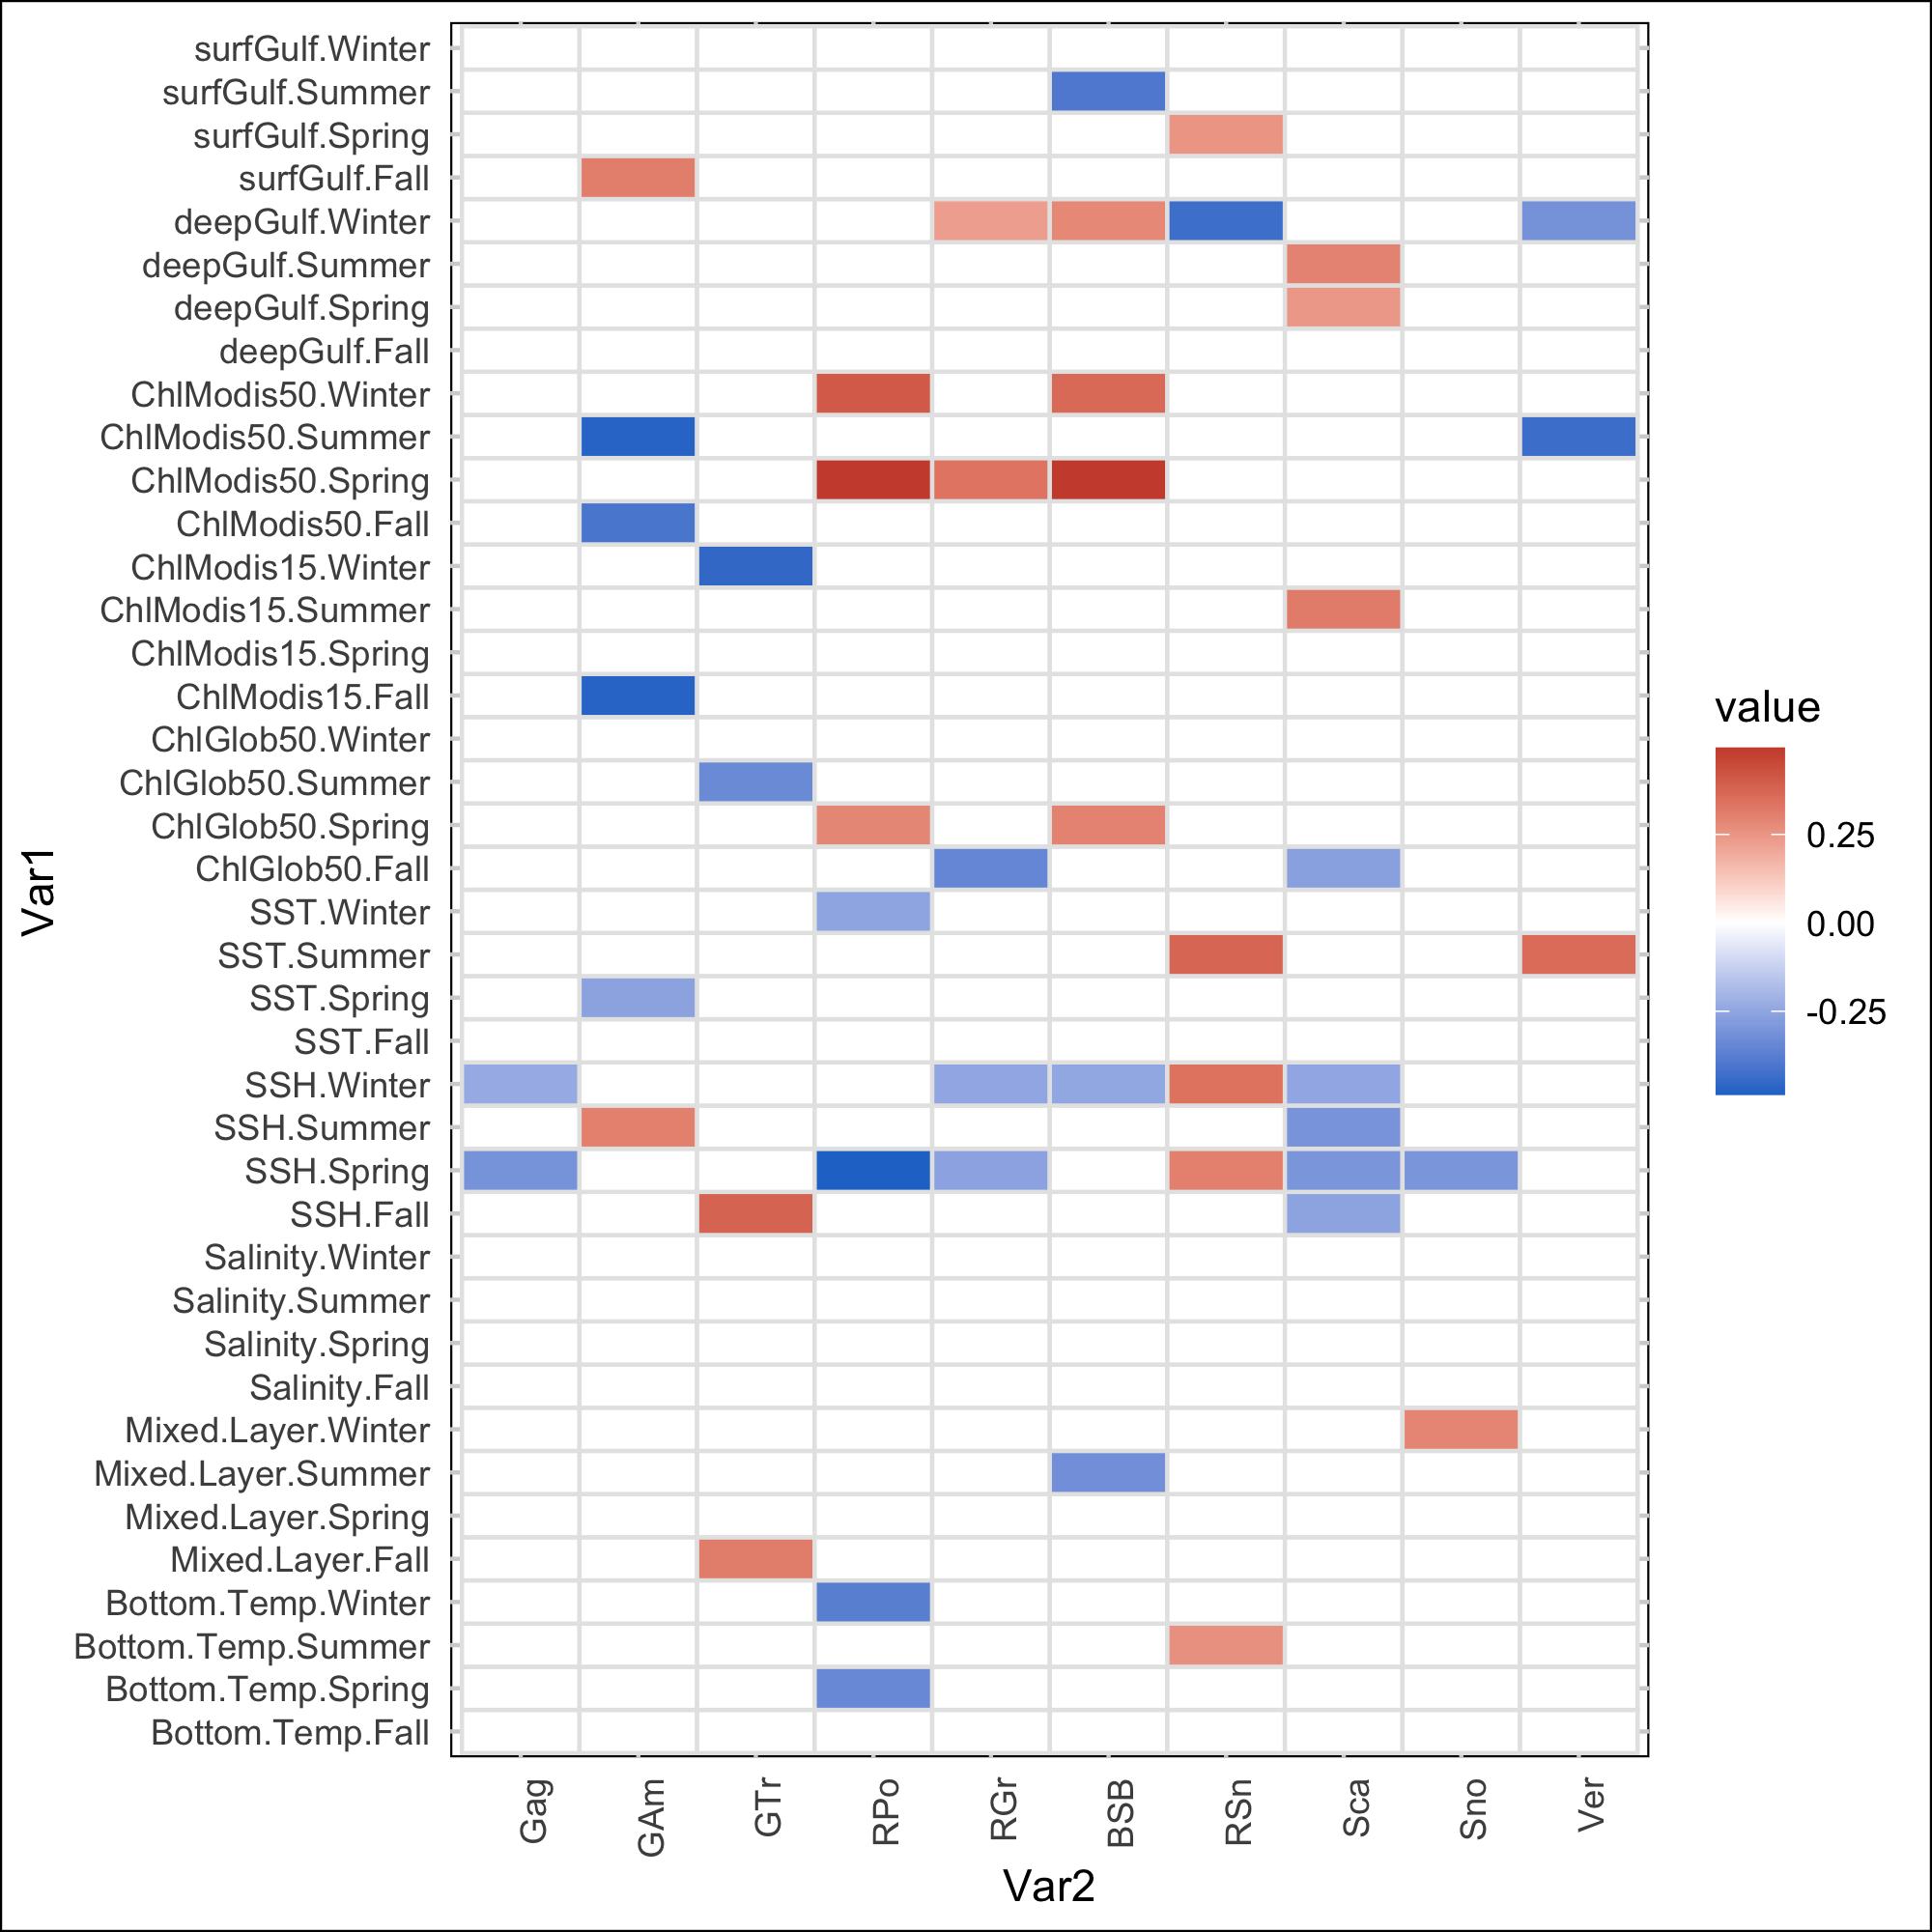 surfGulf.Winter
surfGulf.Summer
surfGulf.Spring
surfGulf.Fall
deepGulf.Winter
deepGulf.Summer
deepGulf.Spring
deepGulf.Fall
ChlModis50.Winter
ChlModis50.Summer
ChlModis50.Spring
ChlModis50.Fall
ChlModis15.Winter
ChlModis15.Summer
ChlModis15.Spring
ChlModis15.Fall
ChlGlob50.Winter
ChlGlob50.Summer
ChlGlob50.Spring
ChlGlob50.Fall
SST.Winter
SST.Summer
SST.Spring
SST.Fall
SSH.Winter
SSH.Summer
SSH.Spring
SSH.Fall
Salinity.Winter
Salinity.Summer
Salinity.Spring
Salinity.Fall
Mixed.Layer.Winter
Mixed.Layer.Summer
Mixed.Layer.Spring
Mixed.Layer.Fall
Bottom.Temp.Winter
Bottom.Temp.Summer
Bottom.Temp.Spring
Bottom.Temp.Fall
Var1
Gag
GAm
GTr
RPo
RGr
BSB
RSn
Sca
Sno
Ver
Var2
value
0.25
0.00
-0.25